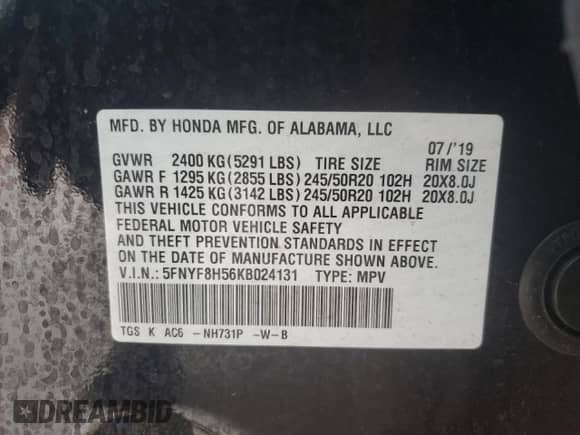 MFD. BY HONDA MFG. OF ALABAMA, LLC
07 /'19
GVWR 2400 KG (5291 LBS) TIRE SIZE RIM SIZE
GAWR F 1295 KG (2855 LBS) 245/50R20 102H 20X8.0J
GAWR R 1425 KG (3142 LBS) 245/50R20 102H 20X8.0J
THIS VEHICLE CONFORMS TO ALL APPLICABLE
FEDERAL MOTOR VEHICLE SAFETY
AND THEFT PREVENTION STANDARDS IN EFFECT
ON THE DATE OF MANUFACTURE SHOWN ABOVE.
V.I.N.: 5FNYF8H56KB024131 TYPE: MPV
TGS K AC6 -NH731P -W-B
DREAMBID